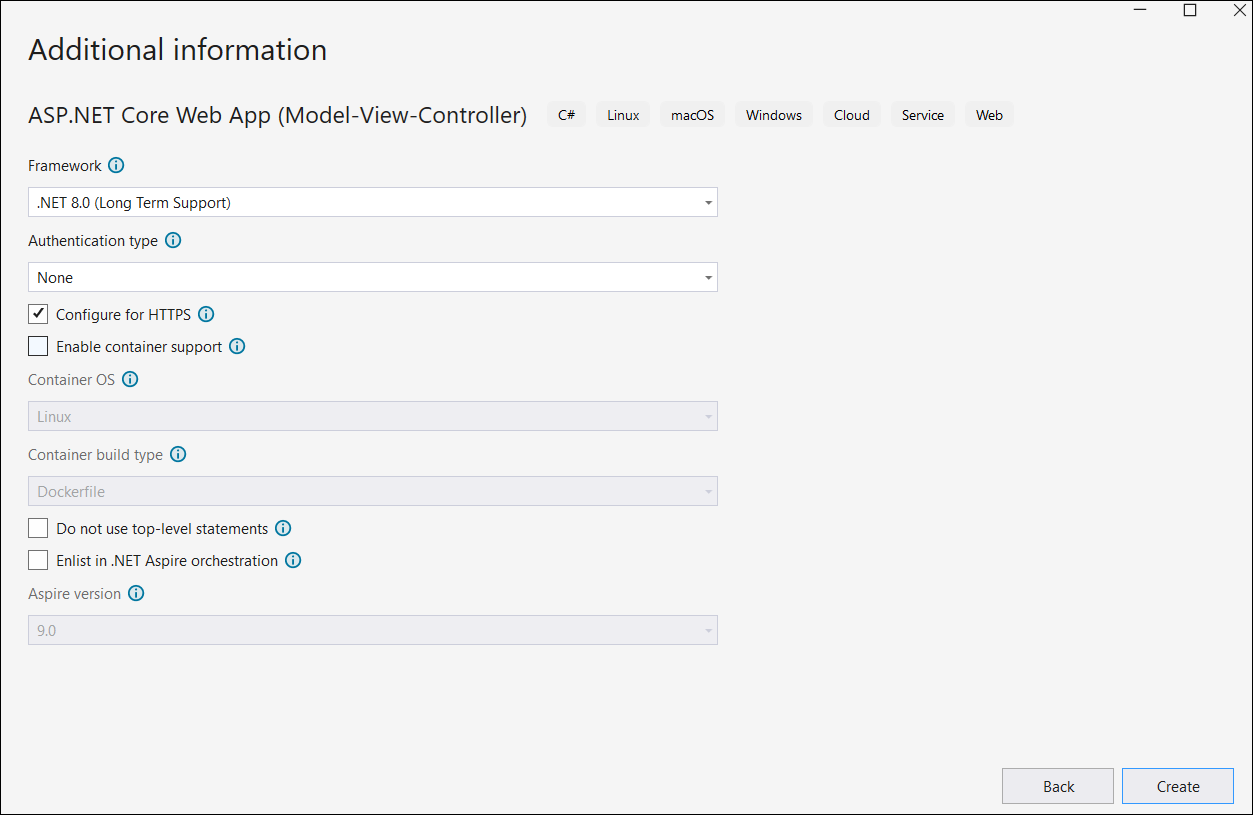 Additional information
ASP.NET Core Web App (Model-View-Controller) C# Linux macOS Windows Cloud Service Web
Framework
.NET 8.0 (Long Term Support)
Authentication type
None
Configure for HTTPS
Enable container support
Container OS
Linux
Container build type
Dockerfile
Do not use top-level statements
Enlist in .NET Aspire orchestration
Aspire version
9.0
Back Create